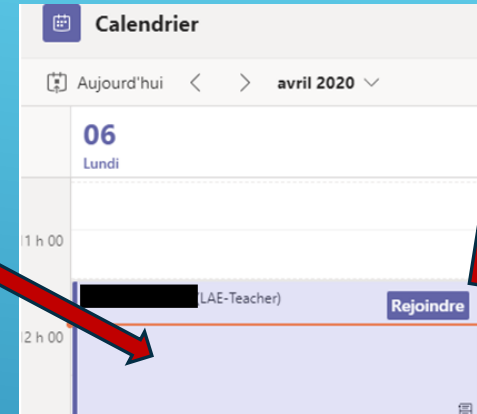 Calendrier
Aujourd'hui < > avril 2020
06
Lundi
11 h 00
(LAE-Teacher) Rejoindre
12 h 00